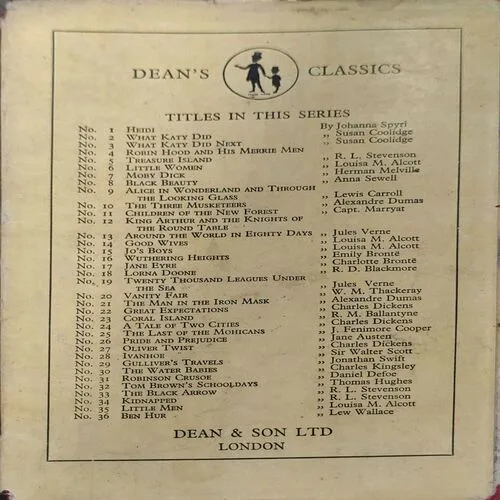 DEAN'S CLASSICS
TITLES IN THIS SERIES
No. 1 HEIDI By Johanna Spyri
No. 2 WHAT KATY DID ,, Susan Coolidge
No. 3 WHAT KATY DID NEXT ,, Susan Coolidge
No. 4 ROBIN HOOD AND HIS MERRIE MEN
No. 5 TREASURE ISLAND ,, R. L. Stevenson
No. 6 LITTLE WOMEN ,, Louisa M. Alcott
No. 7 MOBY DICK ,, Herman Melville
No. 8 BLACK BEAUTY ,, Anna Sewell
No. 9 ALICE IN WONDERLAND AND THROUGH
THE LOOKING GLASS ,, Lewis Carroll
No. 10 THE THREE MUSKETEERS ,, Alexandre Dumas
No. 11 CHILDREN OF THE NEW FOREST ,, Capt. Marryat
No. 12 KING ARTHUR AND THE KNIGHTS OF
THE ROUND TABLE
No. 13 AROUND THE WORLD IN EIGHTY DAYS ,, Jules Verne
No. 14 GOOD WIVES ,, Louisa M. Alcott
No. 15 JO'S BOYS ,, Louisa M. Alcott
No. 16 WUTHERING HEIGHTS ,, Emily Brontë
No. 17 JANE EYRE ,, Charlotte Brontë
No. 18 LORNA DOONE ,, R. D. Blackmore
No. 19 TWENTY THOUSAND LEAGUES UNDER
THE SEA ,, Jules Verne
No. 20 VANITY FAIR ,, W. M. Thackeray
No. 21 THE MAN IN THE IRON MASK ,, Alexandre Dumas
No. 22 GREAT EXPECTATIONS ,, Charles Dickens
No. 23 CORAL ISLAND ,, R. M. Ballantyne
No. 24 A TALE OF TWO CITIES ,, Charles Dickens
No. 25 THE LAST OF THE MOHICANS ,, J. Fenimore Cooper
No. 26 PRIDE AND PREJUDICE ,, Jane Austen
No. 27 OLIVER TWIST ,, Charles Dickens
No. 28 IVANHOE ,, Sir Walter Scott
No. 29 GULLIVER'S TRAVELS ,, Jonathan Swift
No. 30 THE WATER BABIES ,, Charles Kingsley
No. 31 ROBINSON CRUSOE ,, Daniel Defoe
No. 32 TOM BROWN'S SCHOOLDAYS ,, Thomas Hughes
No. 33 THE BLACK ARROW ,, R. L. Stevenson
No. 34 KIDNAPPED ,, R. L. Stevenson
No. 35 LITTLE MEN ,, Louisa M. Alcott
No. 36 BEN HUR ,, Lew Wallace
DEAN & SON LTD
LONDON